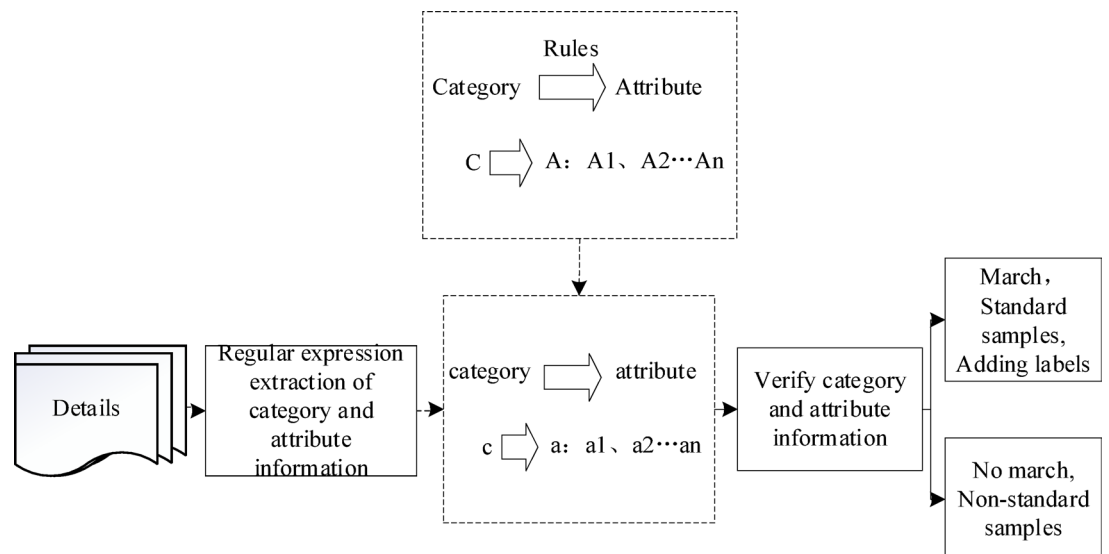 Rules
Category Attribute
C A：A1、A2…An
Details
Regular expression
extraction of
category and
attribute
information
category attribute
c a：a1、a2…an
Verify category
and attribute
information
March，
Standard
samples,
Adding labels
No march,
Non-standard
samples